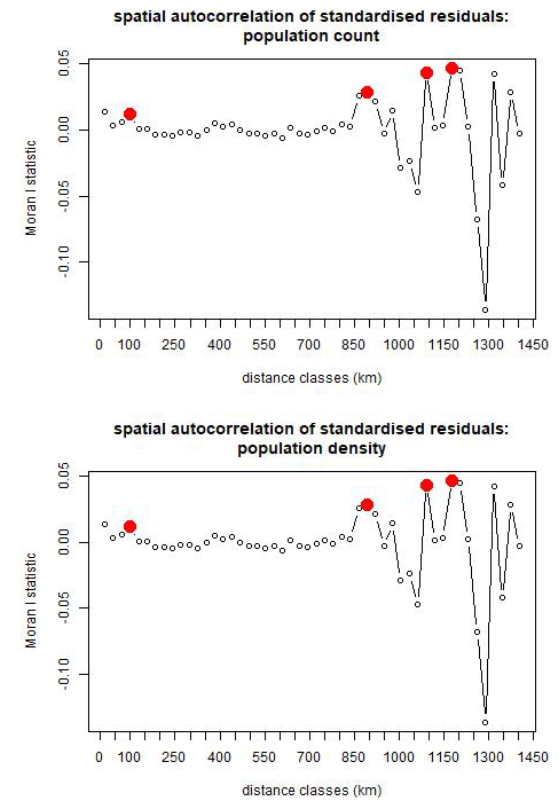 spatial autocorrelation of standardised residuals:
population count
0.05
0.00
-0.05
-0.10
Moran I statistic
0 100 250 400 550 700 850 1000 1150 1300 1450
distance classes (km)
spatial autocorrelation of standardised residuals:
population density
0.05
0.00
-0.05
-0.10
Moran I statistic
0 100 250 400 550 700 850 1000 1150 1300 1450
distance classes (km)